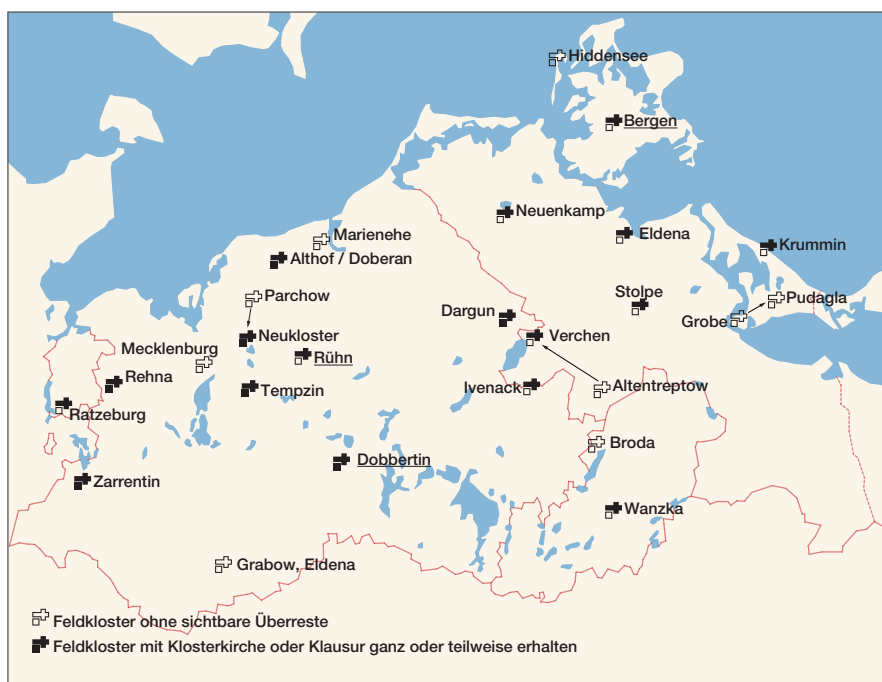 Hiddensee
Bergen
Neuenkamp
Marienehe
Eldena
Krummin
Althof / Doberan
Parchow
Stolpe
Pudagla
Dargun
Grobe
Neukloster
Verchen
Mecklenburg
Rühn
Rehna
Tempzin
Ivenack
Altentreptow
Ratzeburg
Broda
Dobbertin
Zarrentin
Wanzka
Grabow, Eldena
Feldkloster ohne sichtbare Überreste
Feldkloster mit Klosterkirche oder Klausur ganz oder teilweise erhalten